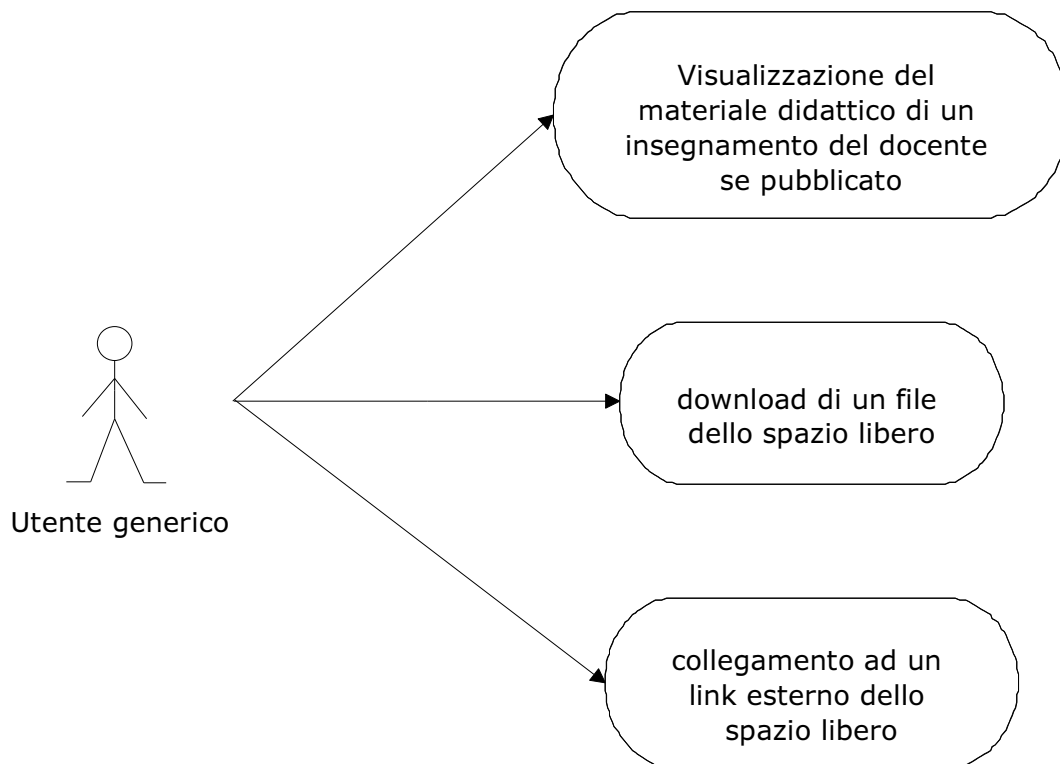 Visualizzazione del
materiale didattico di un
insegnamento del docente
se pubblicato
download di un file
dello spazio libero
Utente generico
collegamento ad un
link esterno dello
spazio libero